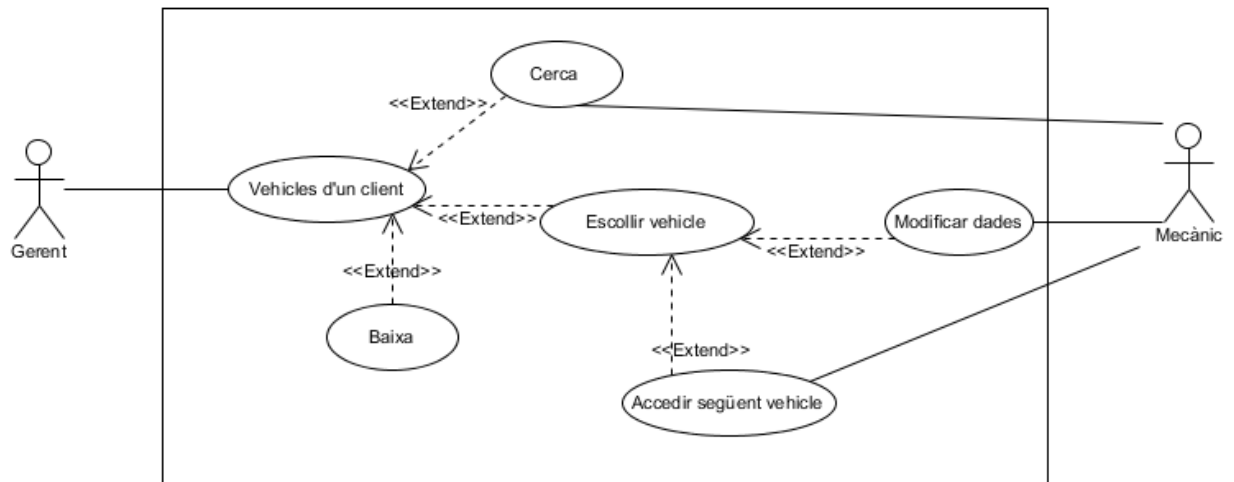 Cerca
<<Extend>>
Vehicles d'un client
Gerent
<<Extend>>
Escollir vehicle
Modificar dades
Mecànic
<<Extend>>
<<Extend>>
Baixa
<<Extend>>
Accedir següent vehicle